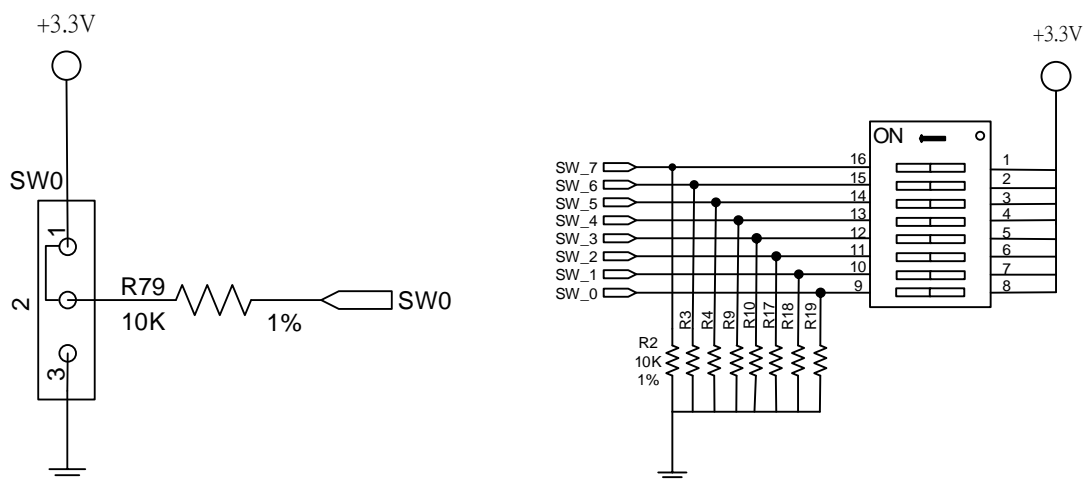 +3.3V
SW0
1
2
3
R79
10K
1%
SW0
+3.3V
ON
SW_7
16
1
SW_6
15
2
SW_5
14
3
SW_4
13
4
SW_3
12
5
SW_2
11
6
SW_1
10
7
SW_0
9
8
R2
10K
1%
R3
R4
R9
R10
R17
R18
R19